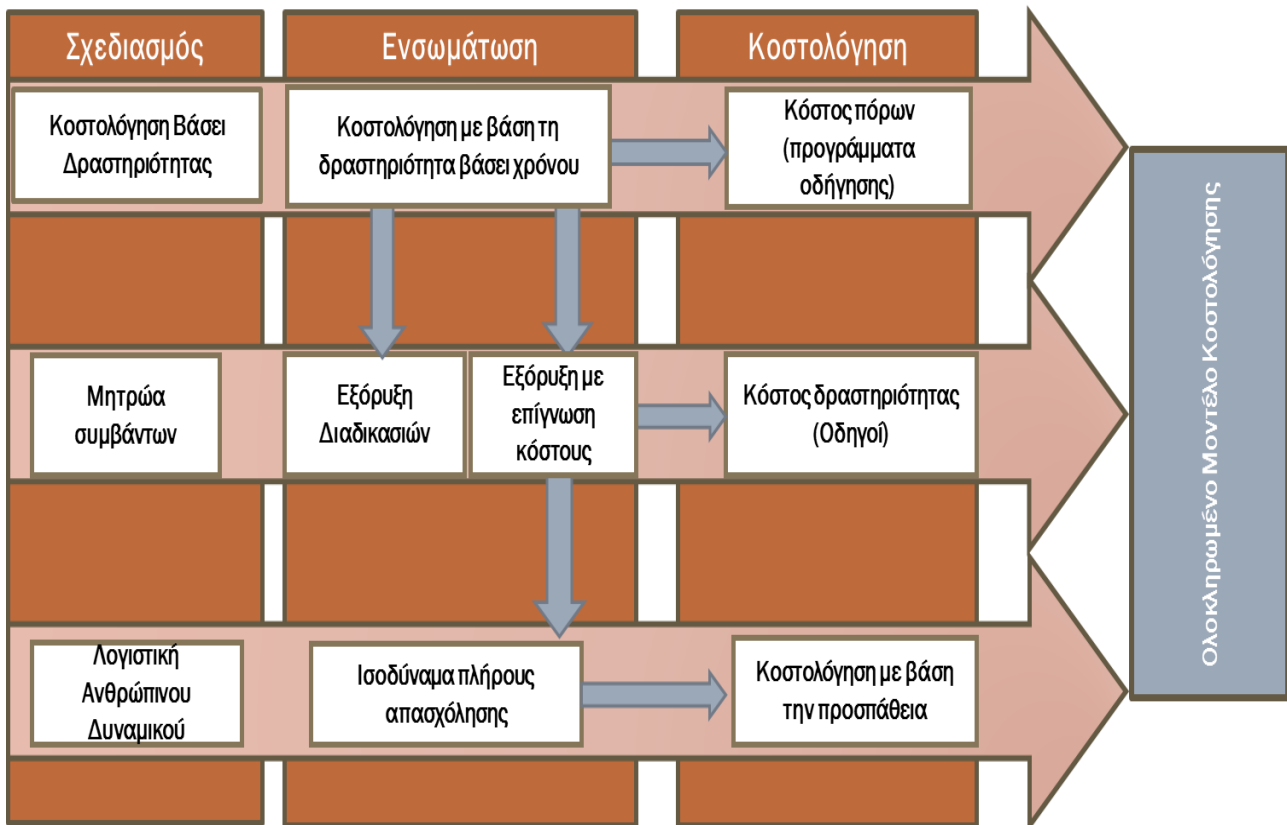 Σχεδιασμός
Ενσωμάτωση
Κοστολόγηση
Κοστολόγηση Βάσει
Δραστηριότητας
Κοστολόγηση με βάση τη
δραστηριότητα βάσει χρόνου
Κόστος πόρων
(προγράμματα
οδήγησης)
Μητρώα
συμβάντων
Εξόρυξη
Διαδικασιών
Εξόρυξη με
επίγνωση
κόστους
Κόστος δραστηριότητας
(Οδηγοί)
Λογιστική
Ανθρώπινου
Δυναμικού
Ισοδύναμα πλήρους
απασχόλησης
Κοστολόγηση με βάση
την προσπάθεια
Ολοκληρωμένο Μοντέλο Κοστολόγησης